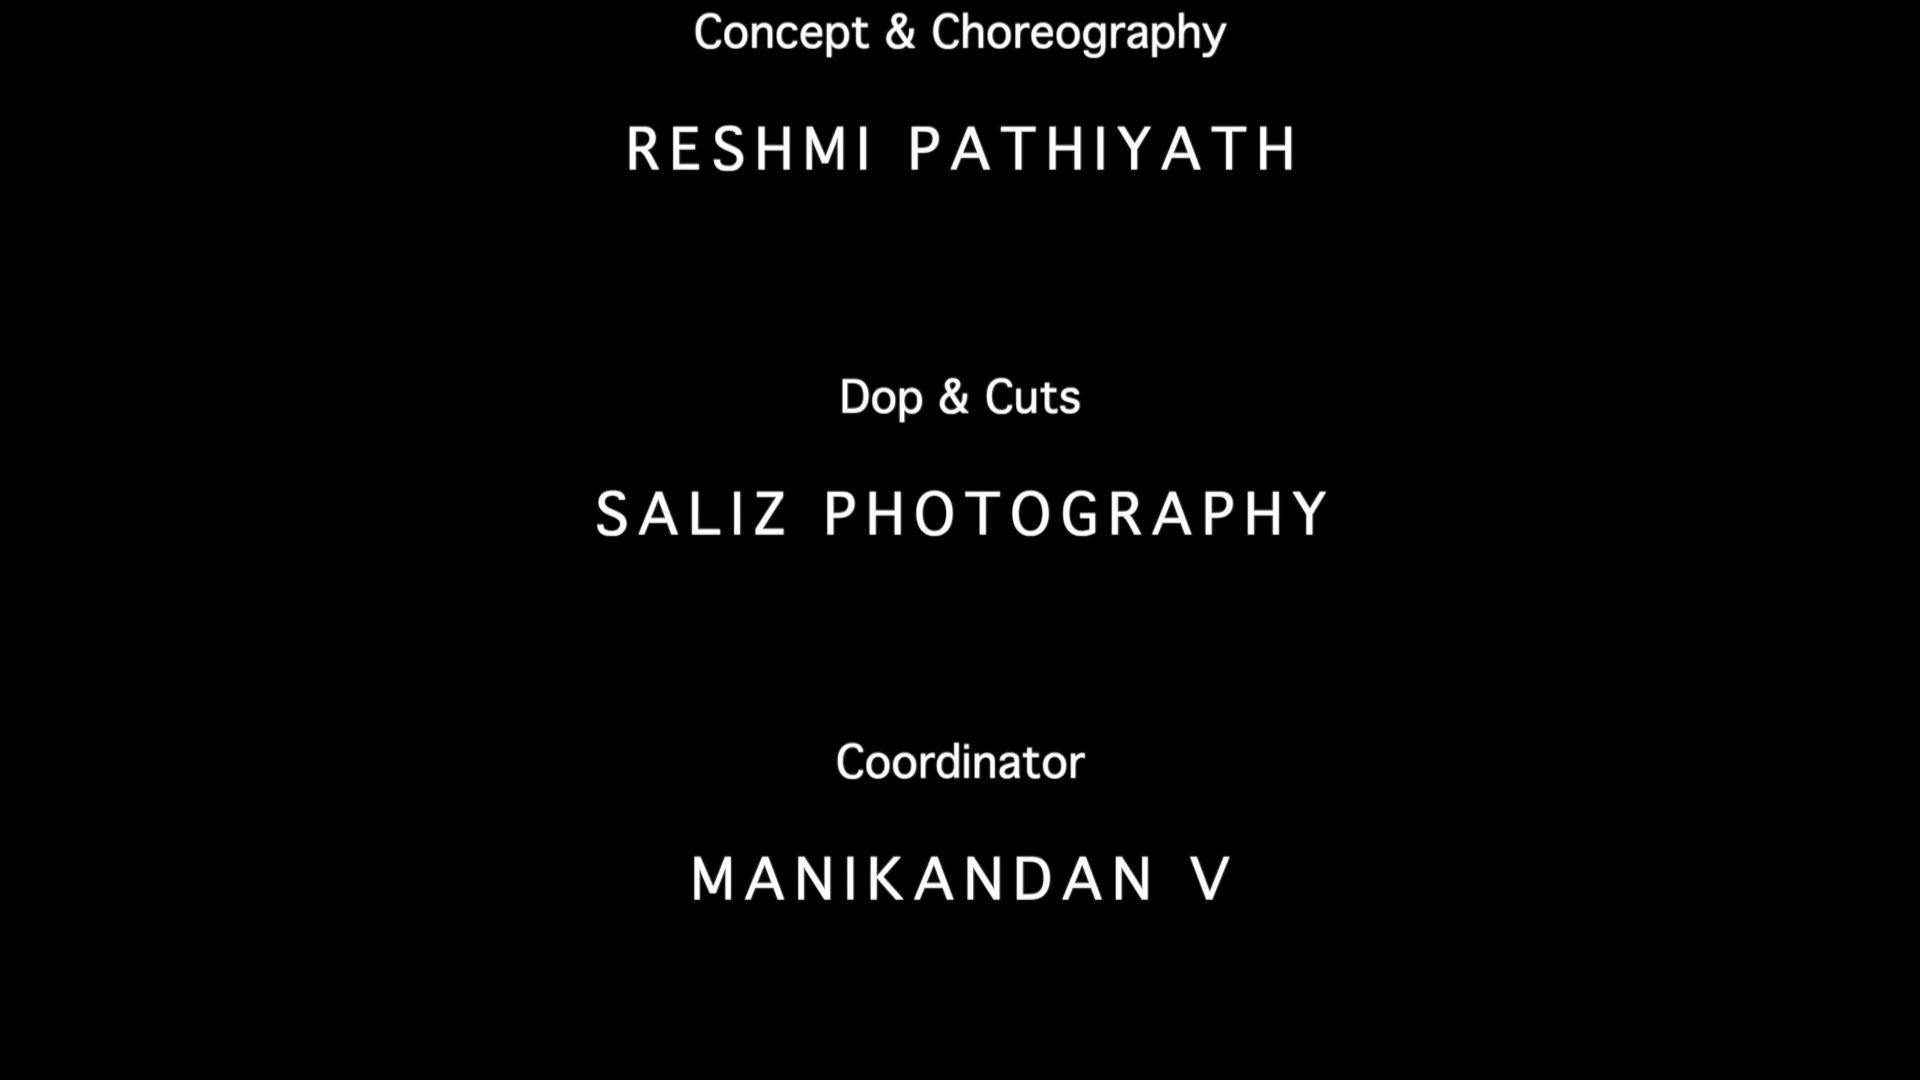 Concept & Choreography
RESHMI PATHIYATH
Dop & Cuts
SALIZ PHOTOGRAPHY
Coordinator
MANIKANDAN V